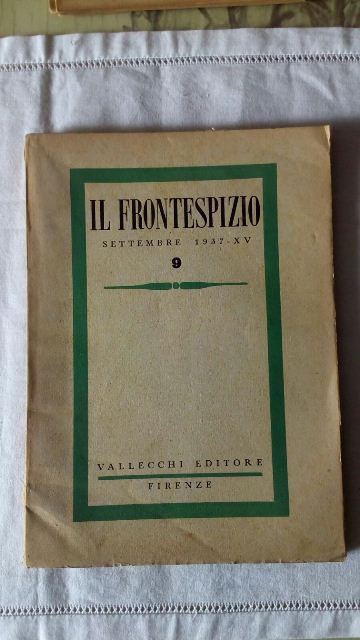 IL FRONTESPIZIO
SETTEMBRE 1937-XV
9
VALLECCHI EDITORE
FIRENZE